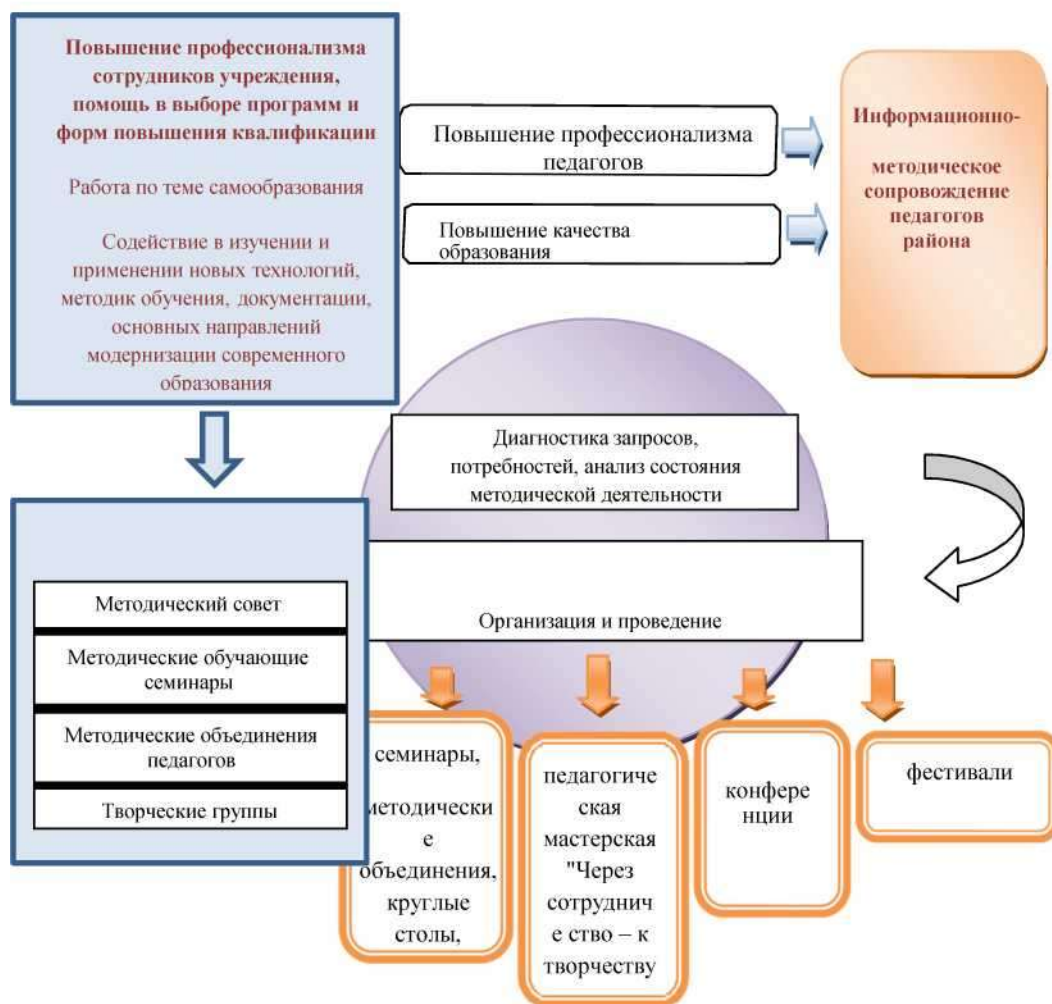 Повышение профессионализма
сотрудников учреждения,
помощь в выборе программ и
форм повышения квалификации
Работа по теме самообразования
Содействие в изучении и
применении новых технологий,
методик обучения, документации,
основных направлений
модернизации современного
образования
Повышение профессионализма
педагогов
Повышение качества
образования
Информационно-
методическое
сопровождение
педагогов
района
Диагностика запросов,
потребностей, анализ состояния
методической деятельности
Организация и проведение
Методический совет
Методические обучающие
семинары
Методические объединения
педагогов
Творческие группы
семинары,
методически
е
объединения,
круглые
столы,
педагогиче
ская
мастерская
"Через
сотруднич
е ство – к
творчеству
конфере
нции
фестивали